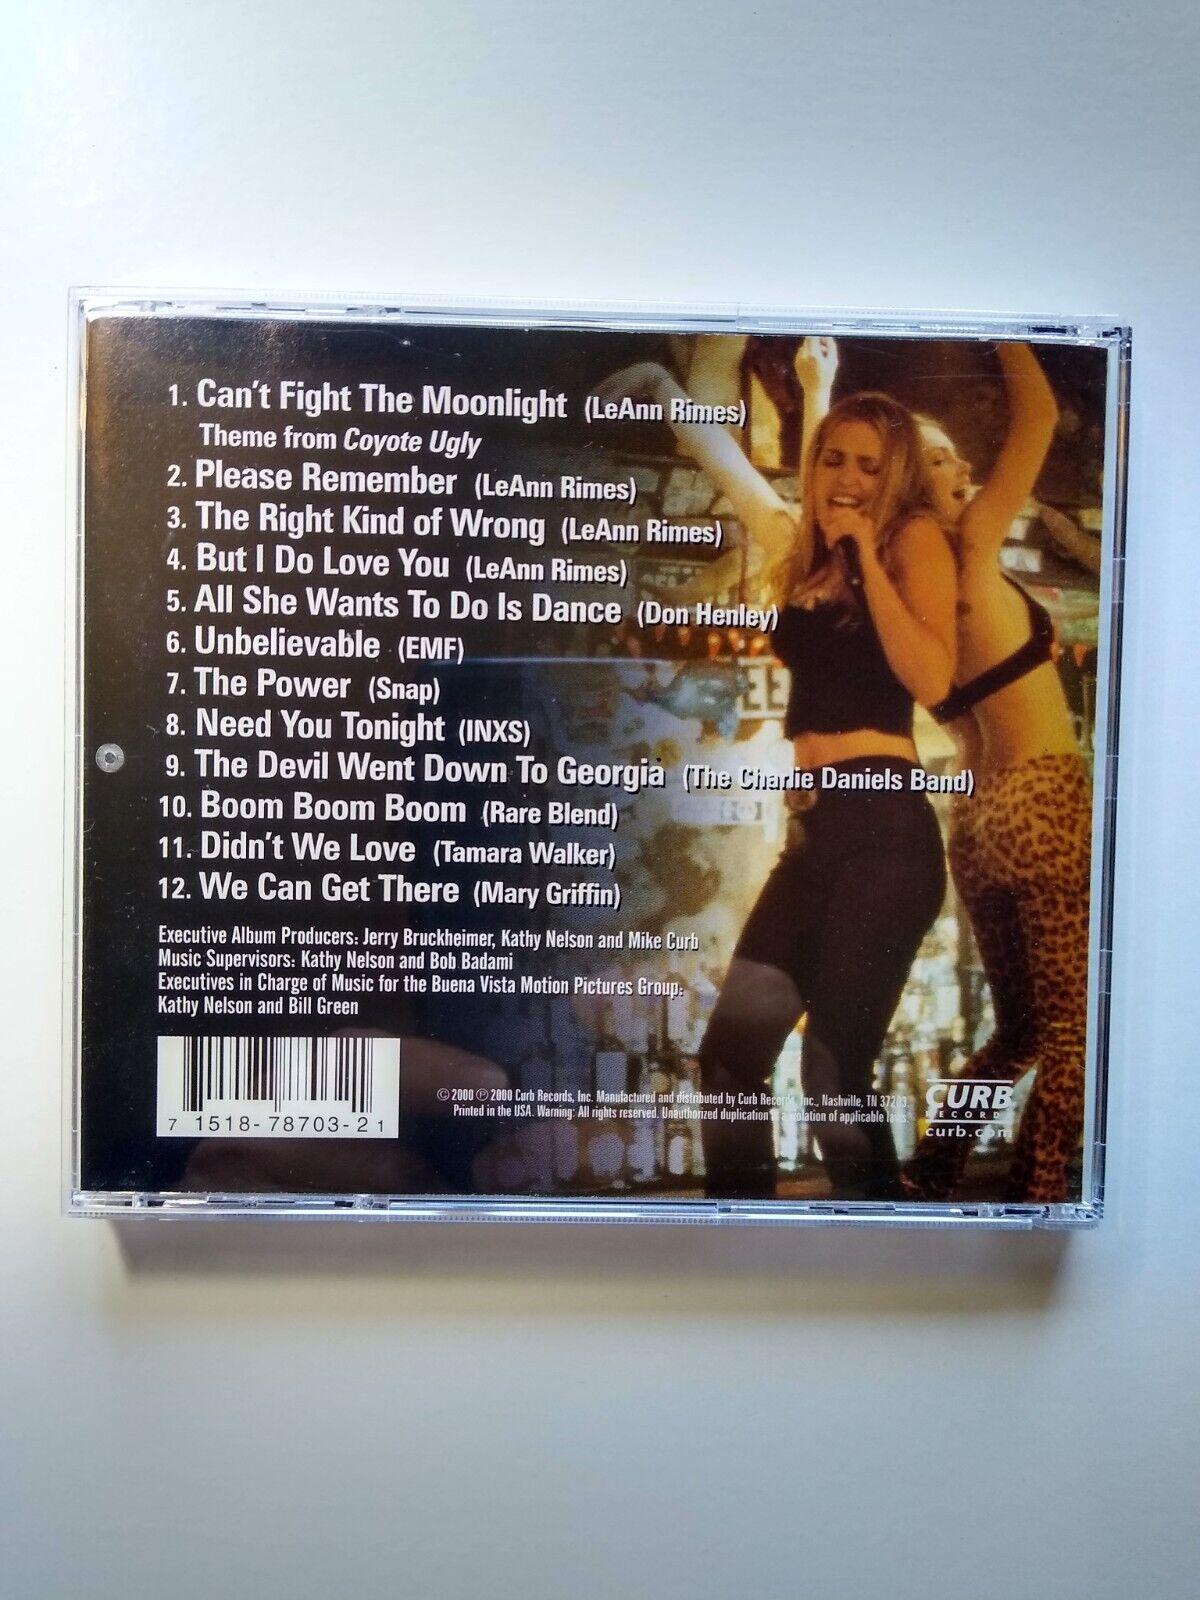 1. Can't Fight The Moonlight (LeAnn Rimes)
Theme from Coyote Ugly
2. Please Remember (LeAnn Rimes)
3. The Right Kind of Wrong (LeAnn Rimes)
4. But I Do Love You (LeAnn Rimes)
5. All She Wants To Do Is Dance (Don Henley)
6. Unbelievable (EMF)
7. The Power (Snap)
8. Need You Tonight (INXS)
9. The Devil Went Down To Georgia (The Charlie Daniels Band)
10. Boom Boom Boom (Rare Blend)
11. Didn't We Love (Tamara Walker)
12. We Can Get There (Mary Griffin)
Executive Album Producers: Jerry Bruckheimer, Kathy Nelson and Mike Curb
Music Supervisors: Kathy Nelson and Bob Badami
Executives in Charge of Music for the Buena Vista Motion Pictures Group:
Kathy Nelson and Bill Green
7 1518-78703-2 1
© 2000 ℗ 2000 Curb Records, Inc. Manufactured and distributed by Curb Records, Inc., Nashville, TN 37203.
Printed in the USA. Warning: All rights reserved. Unauthorized duplication is a violation of applicable laws.
CURB
RECORDS
curb.com